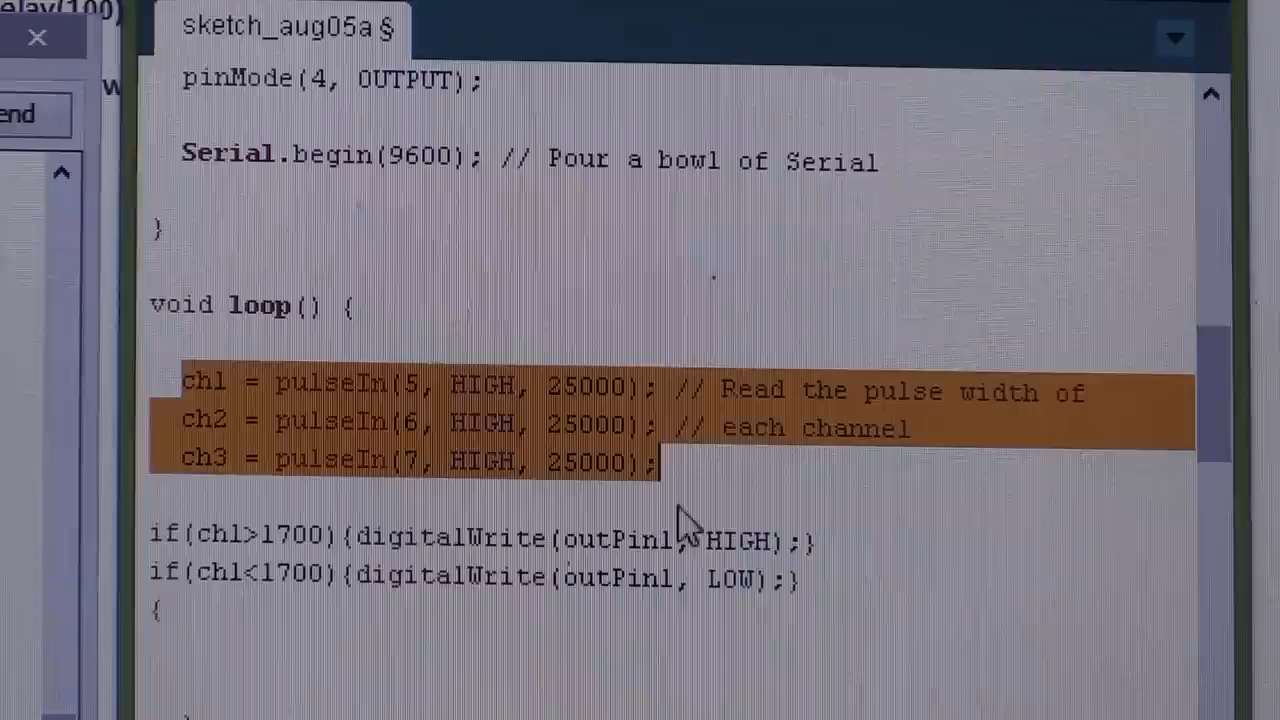 elay(100)
sketch_aug05a §
end
pinMode(4, OUTPUT);
Serial.begin(9600); // Pour a bowl of Serial
}
void loop() {
ch1 = pulseIn(5, HIGH, 25000); // Read the pulse width of
ch2 = pulseIn(6, HIGH, 25000); // each channel
ch3 = pulseIn(7, HIGH, 25000);
if(ch1>1700){digitalWrite(outPin1, HIGH);}
if(ch1<1700){digitalWrite(outPin1, LOW);}
{